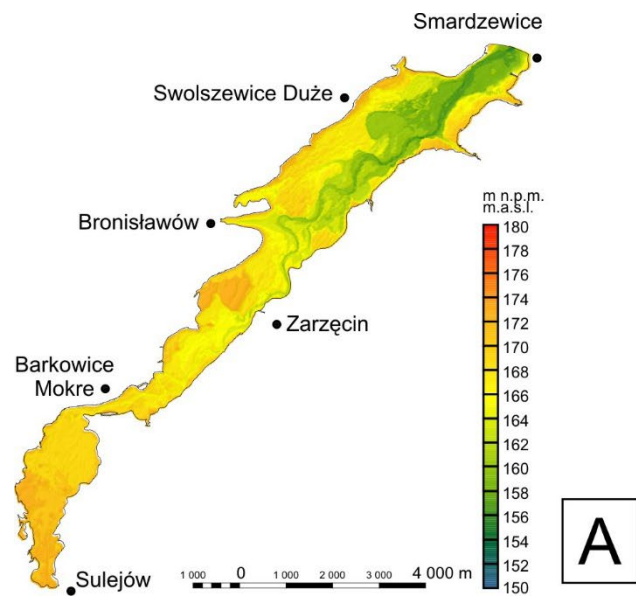 Smardzewice
Swolszewice Duże
m n.p.m.
m.a.s.l.
Bronisławów
180
178
176
174
172
170
168
166
164
162
160
158
156
154
152
150
Zarzęcin
Barkowice
Mokre
A
Sulejów
1 000 0 1 000 2 000 3 000 4 000 m